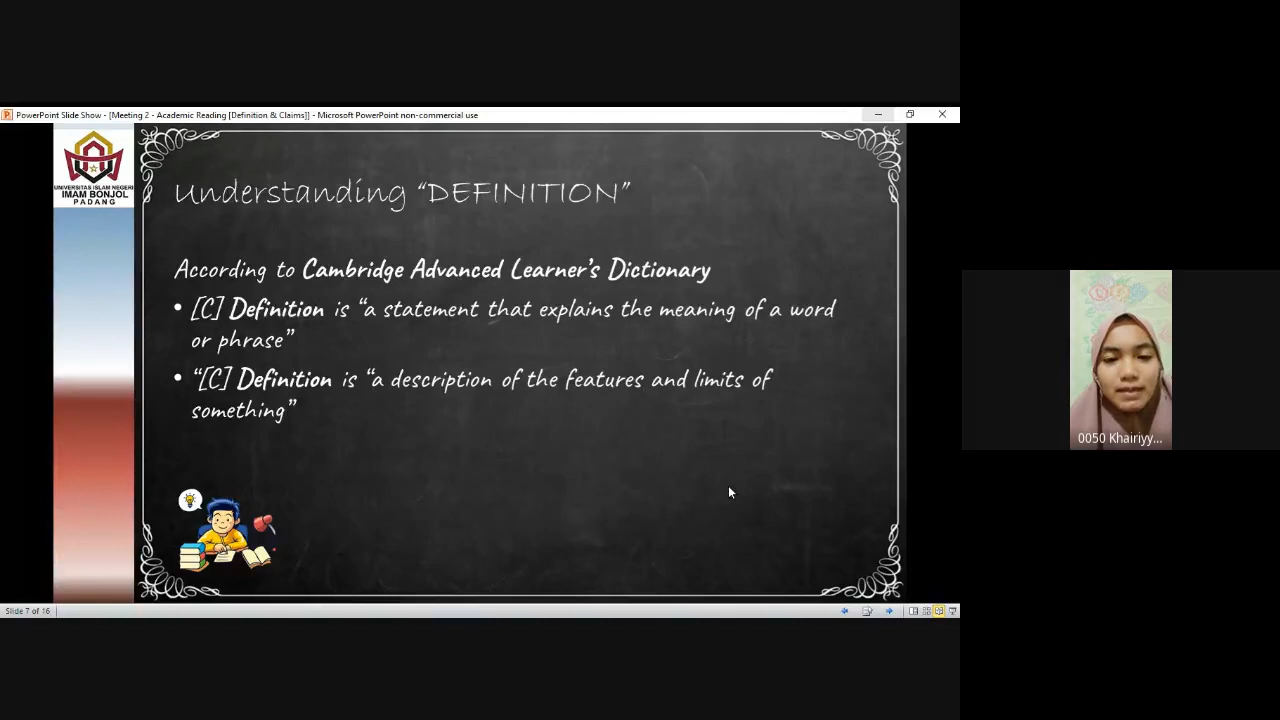 PowerPoint Slide Show - [Meeting 2 - Academic Reading [Definition & Claims]] - Microsoft PowerPoint non-commercial use
UNIVERSITAS ISLAM NEGERI
IMAM BONJOL
PADANG
Understanding “DEFINITION”
According to Cambridge Advanced Learner’s Dictionary
• [C] Definition is “a statement that explains the meaning of a word
or phrase”
• “[C] Definition is “a description of the features and limits of
something”
0050 Khairiyy...
Slide 7 of 16